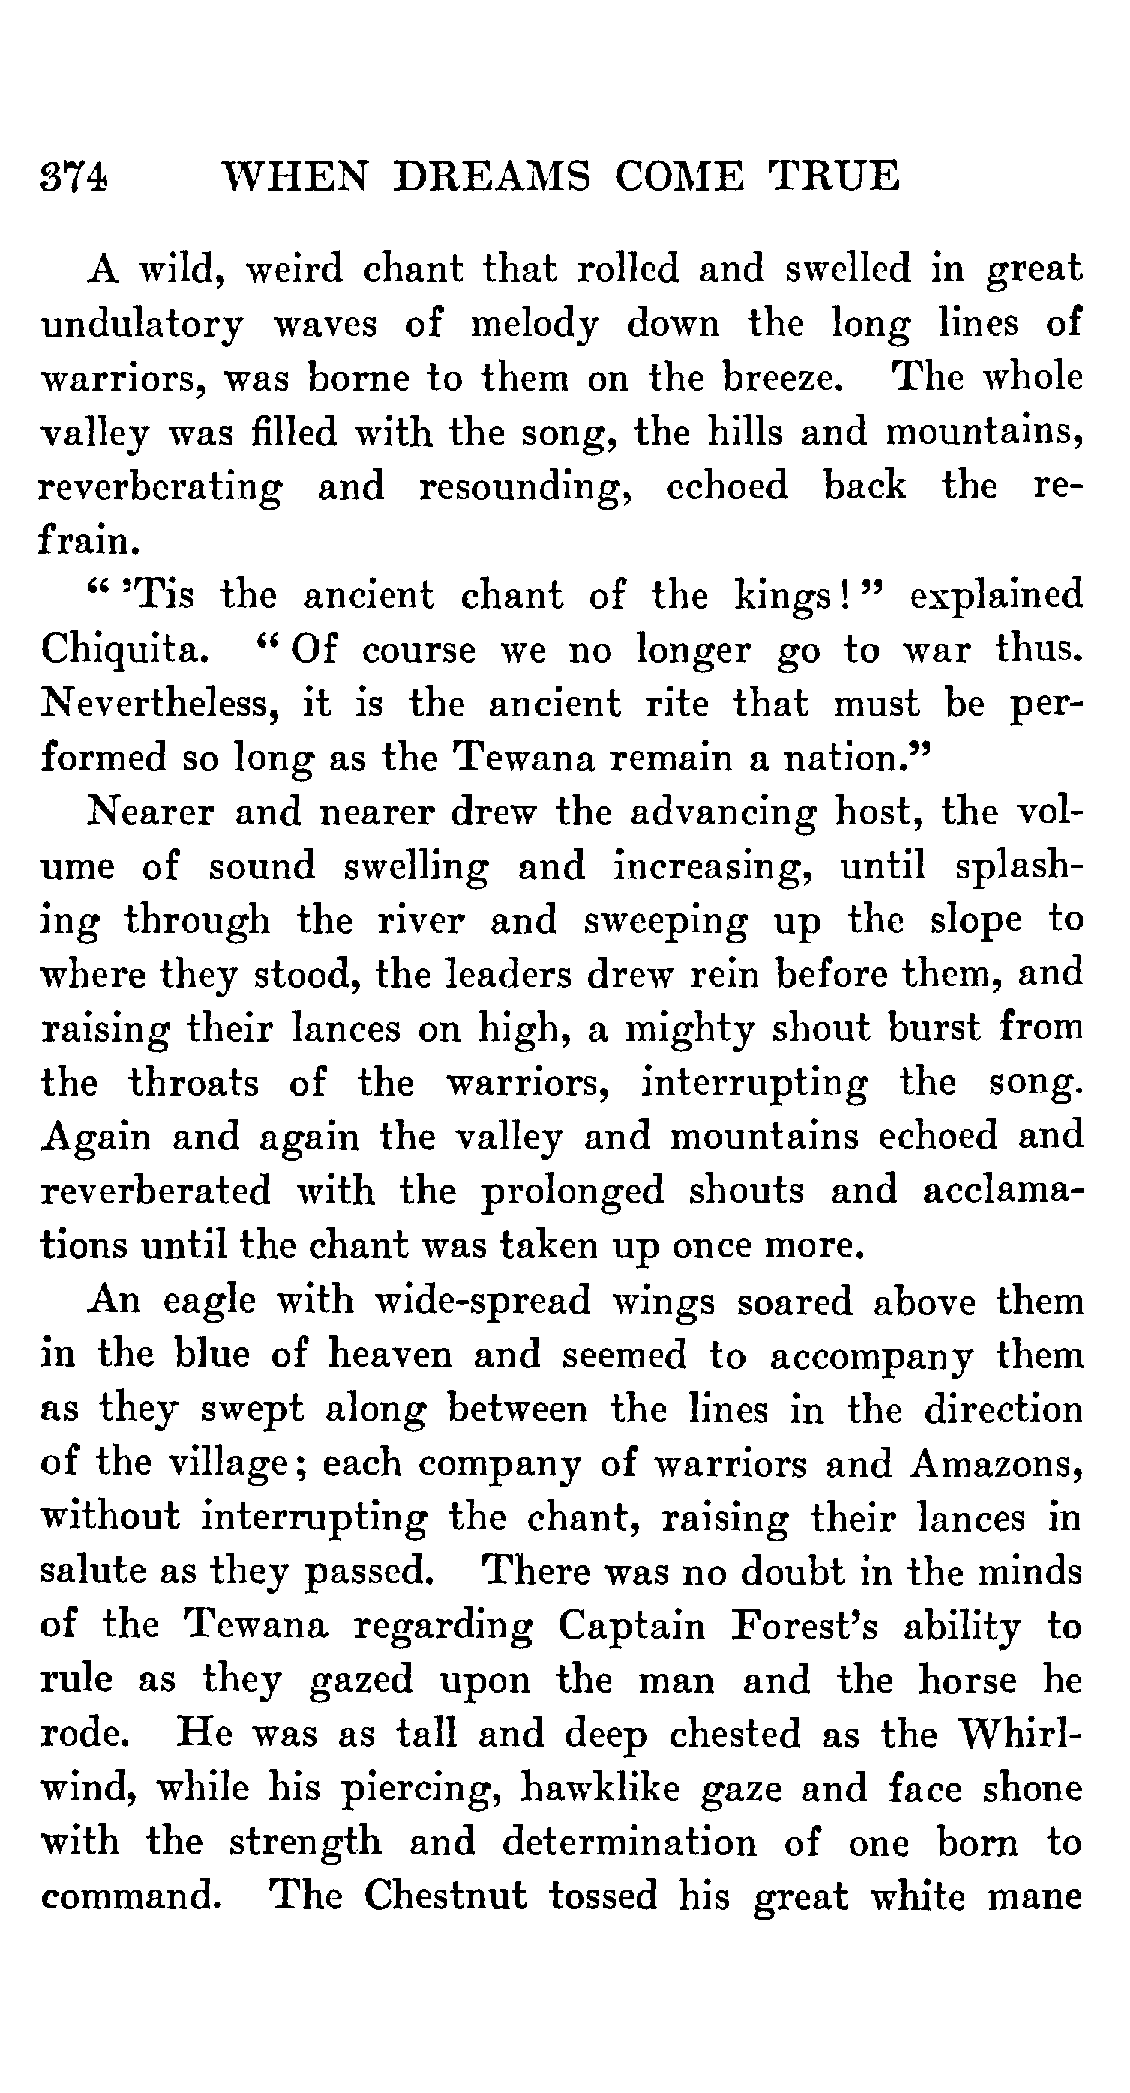 374 WHEN DREAMS COME TRUE
A wild, weird chant that rolled and swelled in great
undulatory waves of melody down the long lines of
warriors, was borne to them on the breeze. The whole
valley was filled with the song, the hills and mountains,
reverberating and resounding, echoed back the re-
frain.
“ ’Tis the ancient chant of the kings! ” explained
Chiquita. “ Of course we no longer go to war thus.
Nevertheless, it is the ancient rite that must be per-
formed so long as the Tewana remain a nation.”
Nearer and nearer drew the advancing host, the vol-
ume of sound swelling and increasing, until splash-
ing through the river and sweeping up the slope to
where they stood, the leaders drew rein before them, and
raising their lances on high, a mighty shout burst from
the throats of the warriors, interrupting the song.
Again and again the valley and mountains echoed and
reverberated with the prolonged shouts and acclama-
tions until the chant was taken up once more.
An eagle with wide-spread wings soared above them
in the blue of heaven and seemed to accompany them
as they swept along between the lines in the direction
of the village; each company of warriors and Amazons,
without interrupting the chant, raising their lances in
salute as they passed. There was no doubt in the minds
of the Tewana regarding Captain Forest’s ability to
rule as they gazed upon the man and the horse he
rode. He was as tall and deep chested as the Whirl-
wind, while his piercing, hawklike gaze and face shone
with the strength and determination of one born to
command. The Chestnut tossed his great white mane